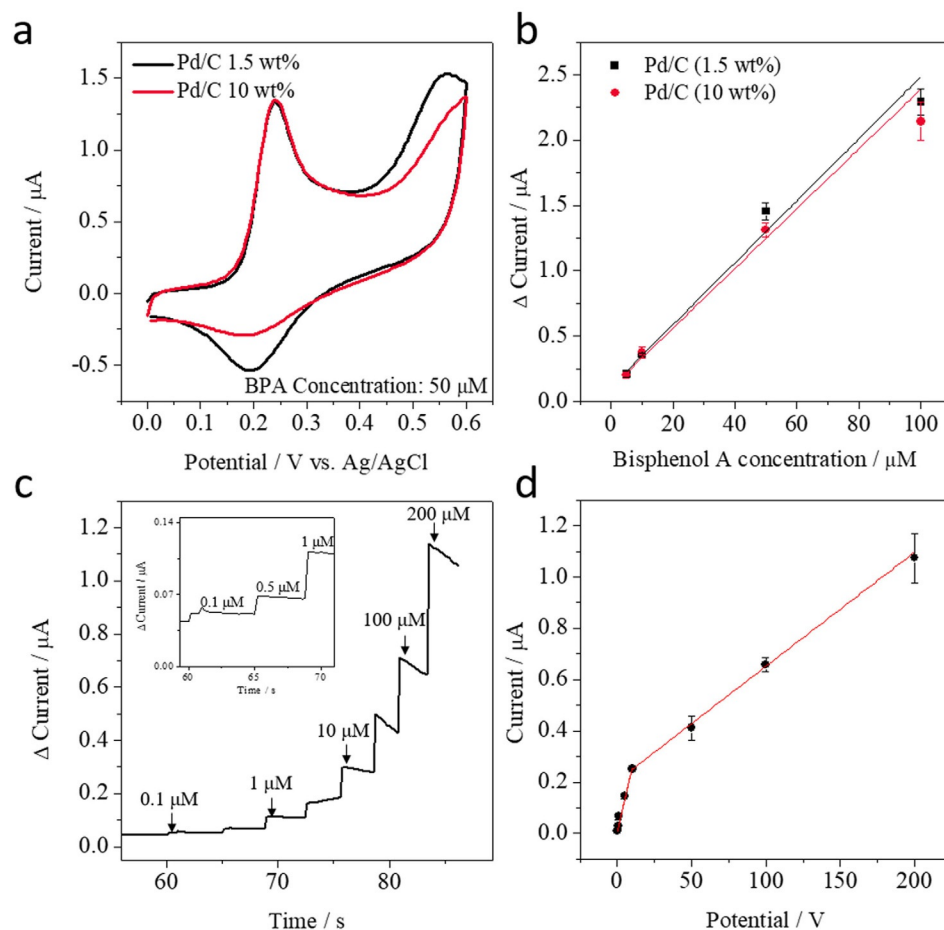 a
Pd/C 1.5 wt%
Pd/C 10 wt%
1.5
1.0
0.5
0.0
-0.5
Current / μA
BPA Concentration: 50 μM
0.0 0.1 0.2 0.3 0.4 0.5 0.6
Potential / V vs. Ag/AgCl
b
Pd/C (1.5 wt%)
Pd/C (10 wt%)
2.5
2.0
1.5
1.0
0.5
0.0
Δ Current / μA
0 20 40 60 80 100
Bisphenol A concentration / μM
c
1.2
1.0
0.8
0.6
0.4
0.2
0.0
Δ Current / μA
0.14
0.07
0.00
Δ Current / μA
0.1 μM
0.5 μM
1 μM
60 65 70
Time / s
200 μM
100 μM
10 μM
1 μM
0.1 μM
60 70 80
Time / s
d
1.2
1.0
0.8
0.6
0.4
0.2
0.0
Current / μA
0 50 100 150 200
Potential / V